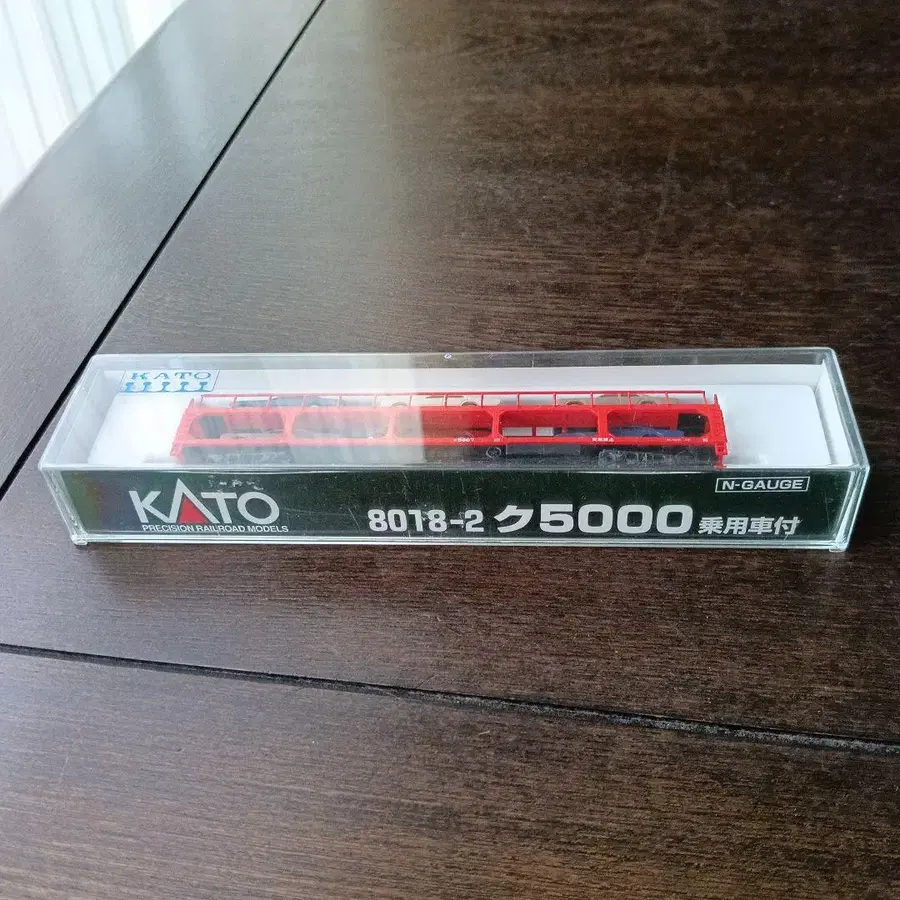 KATO
N-GAUGE
KATO
PRECISION RAILROAD MODELS
8018-2 ク5000 乗用車付